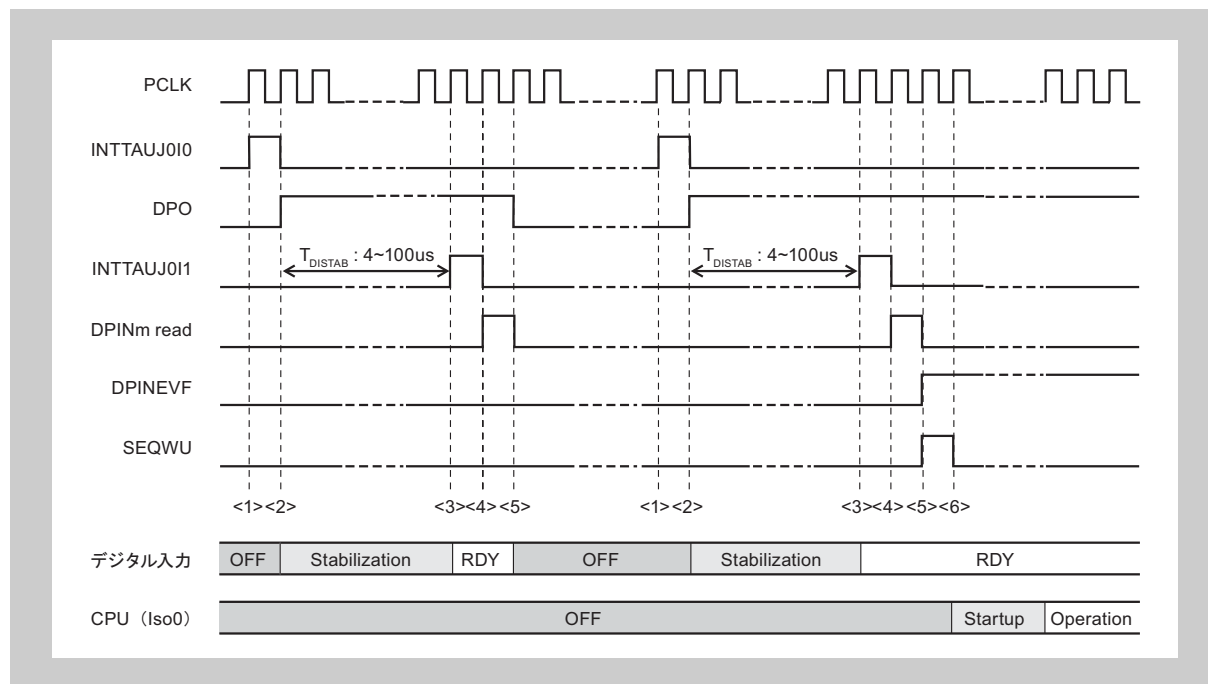 PCLK
INTTAUJ0I0
DPO
INTTAUJ0I1
T_DISTAB : 4~100us
T_DISTAB : 4~100us
DPINm read
DPINEVF
SEQWU
<1><2> <3><4><5> <1><2> <3><4><5><6>
デジタル入力 OFF Stabilization RDY OFF Stabilization RDY
CPU（Iso0） OFF Startup Operation